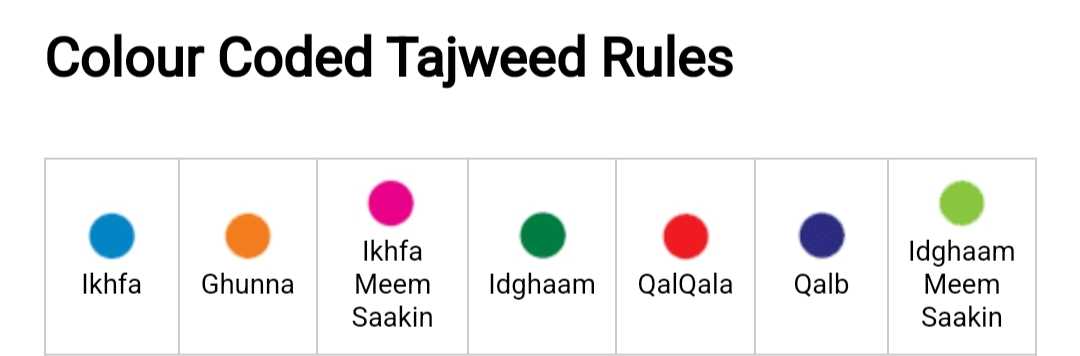 Colour Coded Tajweed Rules
Ikhfa
Ghunna
Ikhfa
Meem
Saakin
Idghaam
QalQala
Qalb
Idghaam
Meem
Saakin